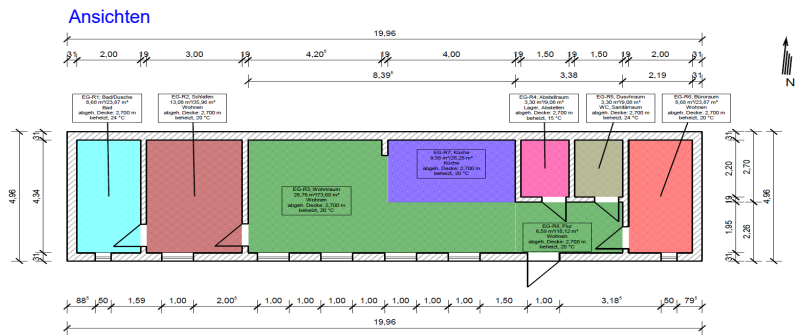 Ansichten
19,96
31 2,00 19 3,00 19 4,20⁵ 19 4,00 19 1,50 19 1,50 19 2,00 31
8,39⁵ 3,38 2,19 31
N
EG-R1: Bad/Dusche
8,68 m²/23,87 m³
Bad
abgeh. Decke: 2,700 m
beheizt, 24 °C
EG-R2: Schlafen
13,08 m²/35,96 m³
Wohnen
abgeh. Decke: 2,700 m
beheizt, 20 °C
EG-R4: Abstellraum
3,30 m²/9,08 m³
Lager, Abstellen
abgeh. Decke: 2,700 m
beheizt, 15 °C
EG-R5: Duschraum
3,30 m²/9,08 m³
WC, Sanitärraum
abgeh. Decke: 2,700 m
beheizt, 24 °C
EG-R6: Büroraum
8,68 m²/23,87 m³
Wohnen
abgeh. Decke: 2,700 m
beheizt, 20 °C
EG-R7: Küche
9,56 m²/26,28 m³
Küche
abgeh. Decke: 2,700 m
beheizt, 20 °C
EG-R3: Wohnraum
26,76 m²/73,60 m³
Wohnen
abgeh. Decke: 2,700 m
beheizt, 20 °C
EG-R8: Flur
6,59 m²/18,12 m³
Wohnen
abgeh. Decke: 2,700 m
beheizt, 20 °C
4,96
31
4,34
31
31
2,20
19
1,95
31
2,70
2,26
4,96
88⁵ 50 1,59 1,00 2,00⁵ 1,00 1,00 1,00 1,00 1,00 1,00 1,00 1,50 1,00 3,18⁵ 50 79⁵
19,96